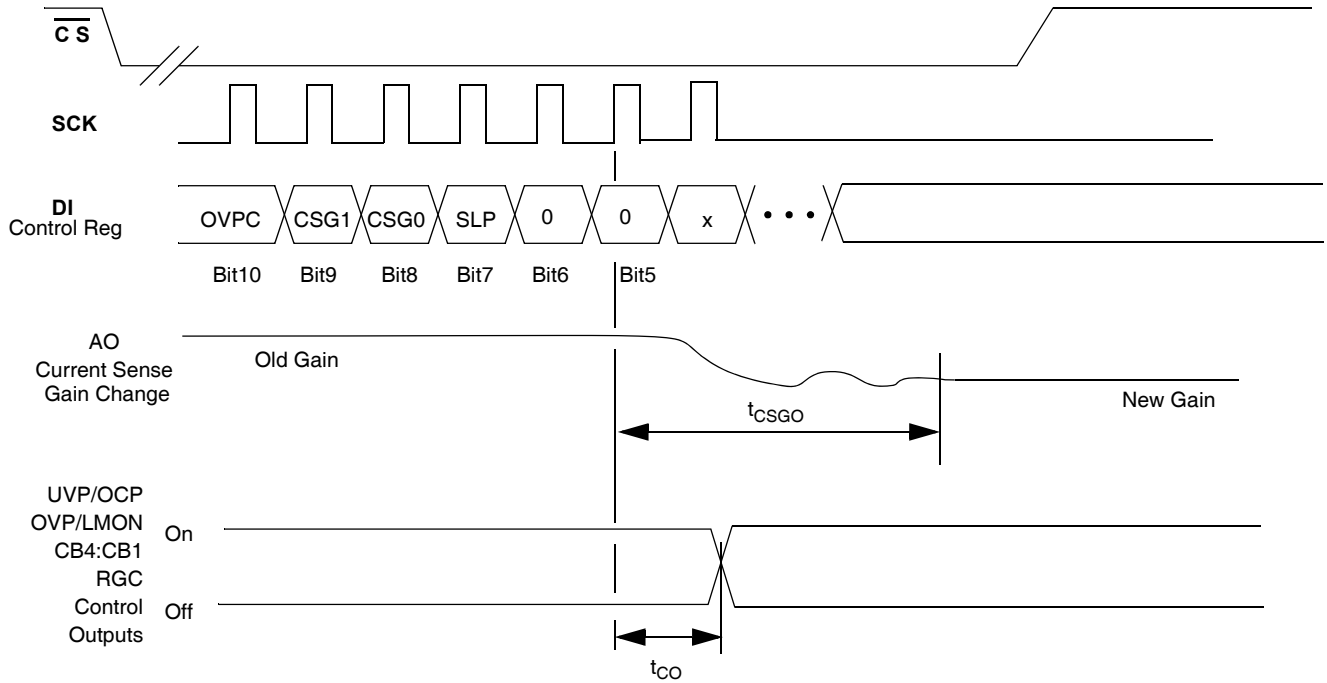 C S
SCK
DI
Control Reg
OVPC CSG1 CSG0 SLP 0 0 x • • •
Bit10 Bit9 Bit8 Bit7 Bit6 Bit5
AO
Current Sense
Gain Change
Old Gain
New Gain
tCSGO
UVP/OCP
OVP/LMON
CB4:CB1
RGC
Control
Outputs
On
Off
tCO